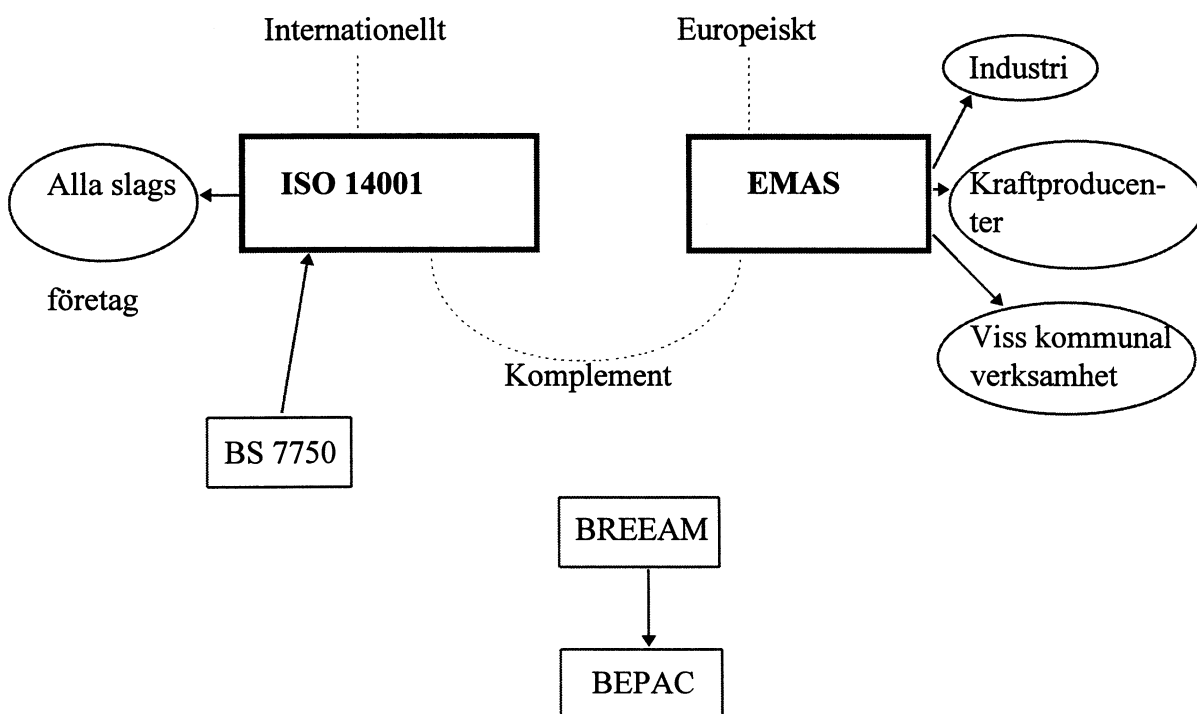 Internationellt
Europeiskt
Industri
Alla slags
företag
ISO 14001
EMAS
Kraftproducen-
ter
Viss kommunal
verksamhet
Komplement
BS 7750
BREEAM
BEPAC